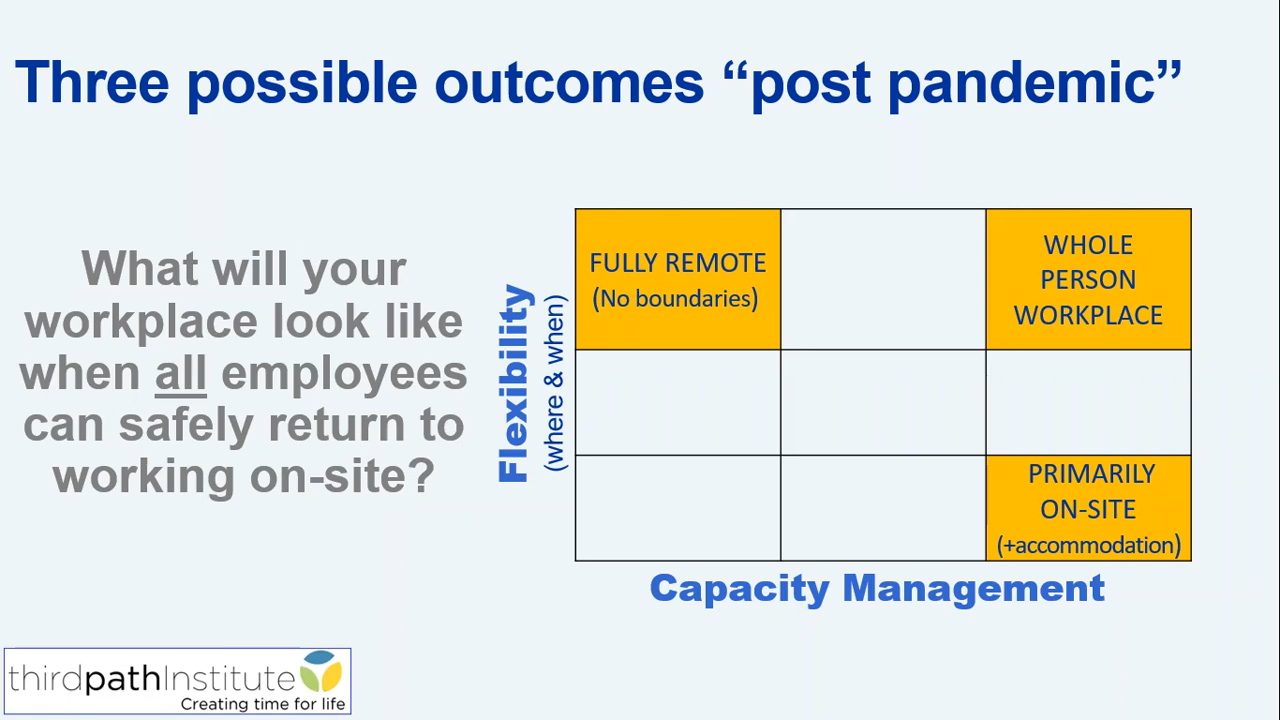 Three possible outcomes “post pandemic”
What will your
workplace look like
when all employees
can safely return to
working on-site?
Flexibility
(where & when)
FULLY REMOTE
(No boundaries)
WHOLE
PERSON
WORKPLACE
PRIMARILY
ON-SITE
(+accommodation)
Capacity Management
thirdpathInstitute
Creating time for life